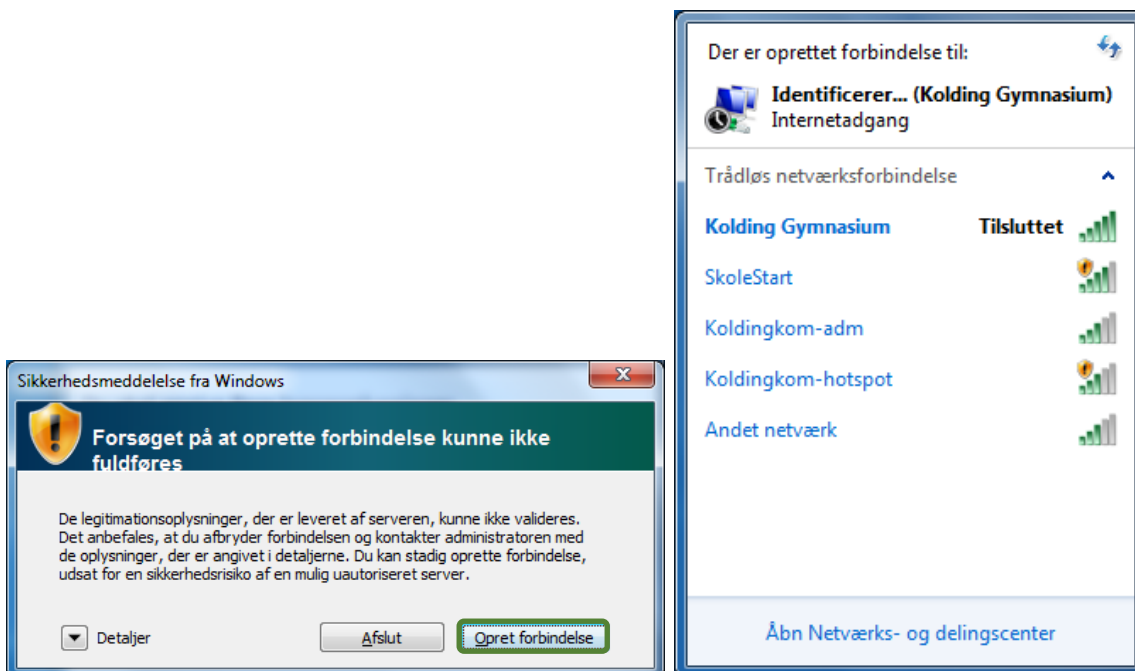 Sikkerhedsmeddelelse fra Windows
Forsøget på at oprette forbindelse kunne ikke
fuldføres
De legitimationsoplysninger, der er leveret af serveren, kunne ikke valideres.
Det anbefales, at du afbryder forbindelsen og kontakter administratoren med
de oplysninger, der er angivet i detaljerne. Du kan stadig oprette forbindelse,
udsat for en sikkerhedsrisiko af en mulig uautoriseret server.
Detaljer
Afslut
Opret forbindelse
Der er oprettet forbindelse til:
Identificerer... (Kolding Gymnasium)
Internetadgang
Trådløs netværksforbindelse
Kolding Gymnasium Tilsluttet
SkoleStart
Koldingkom-adm
Koldingkom-hotspot
Andet netværk
Åbn Netværks- og delingscenter